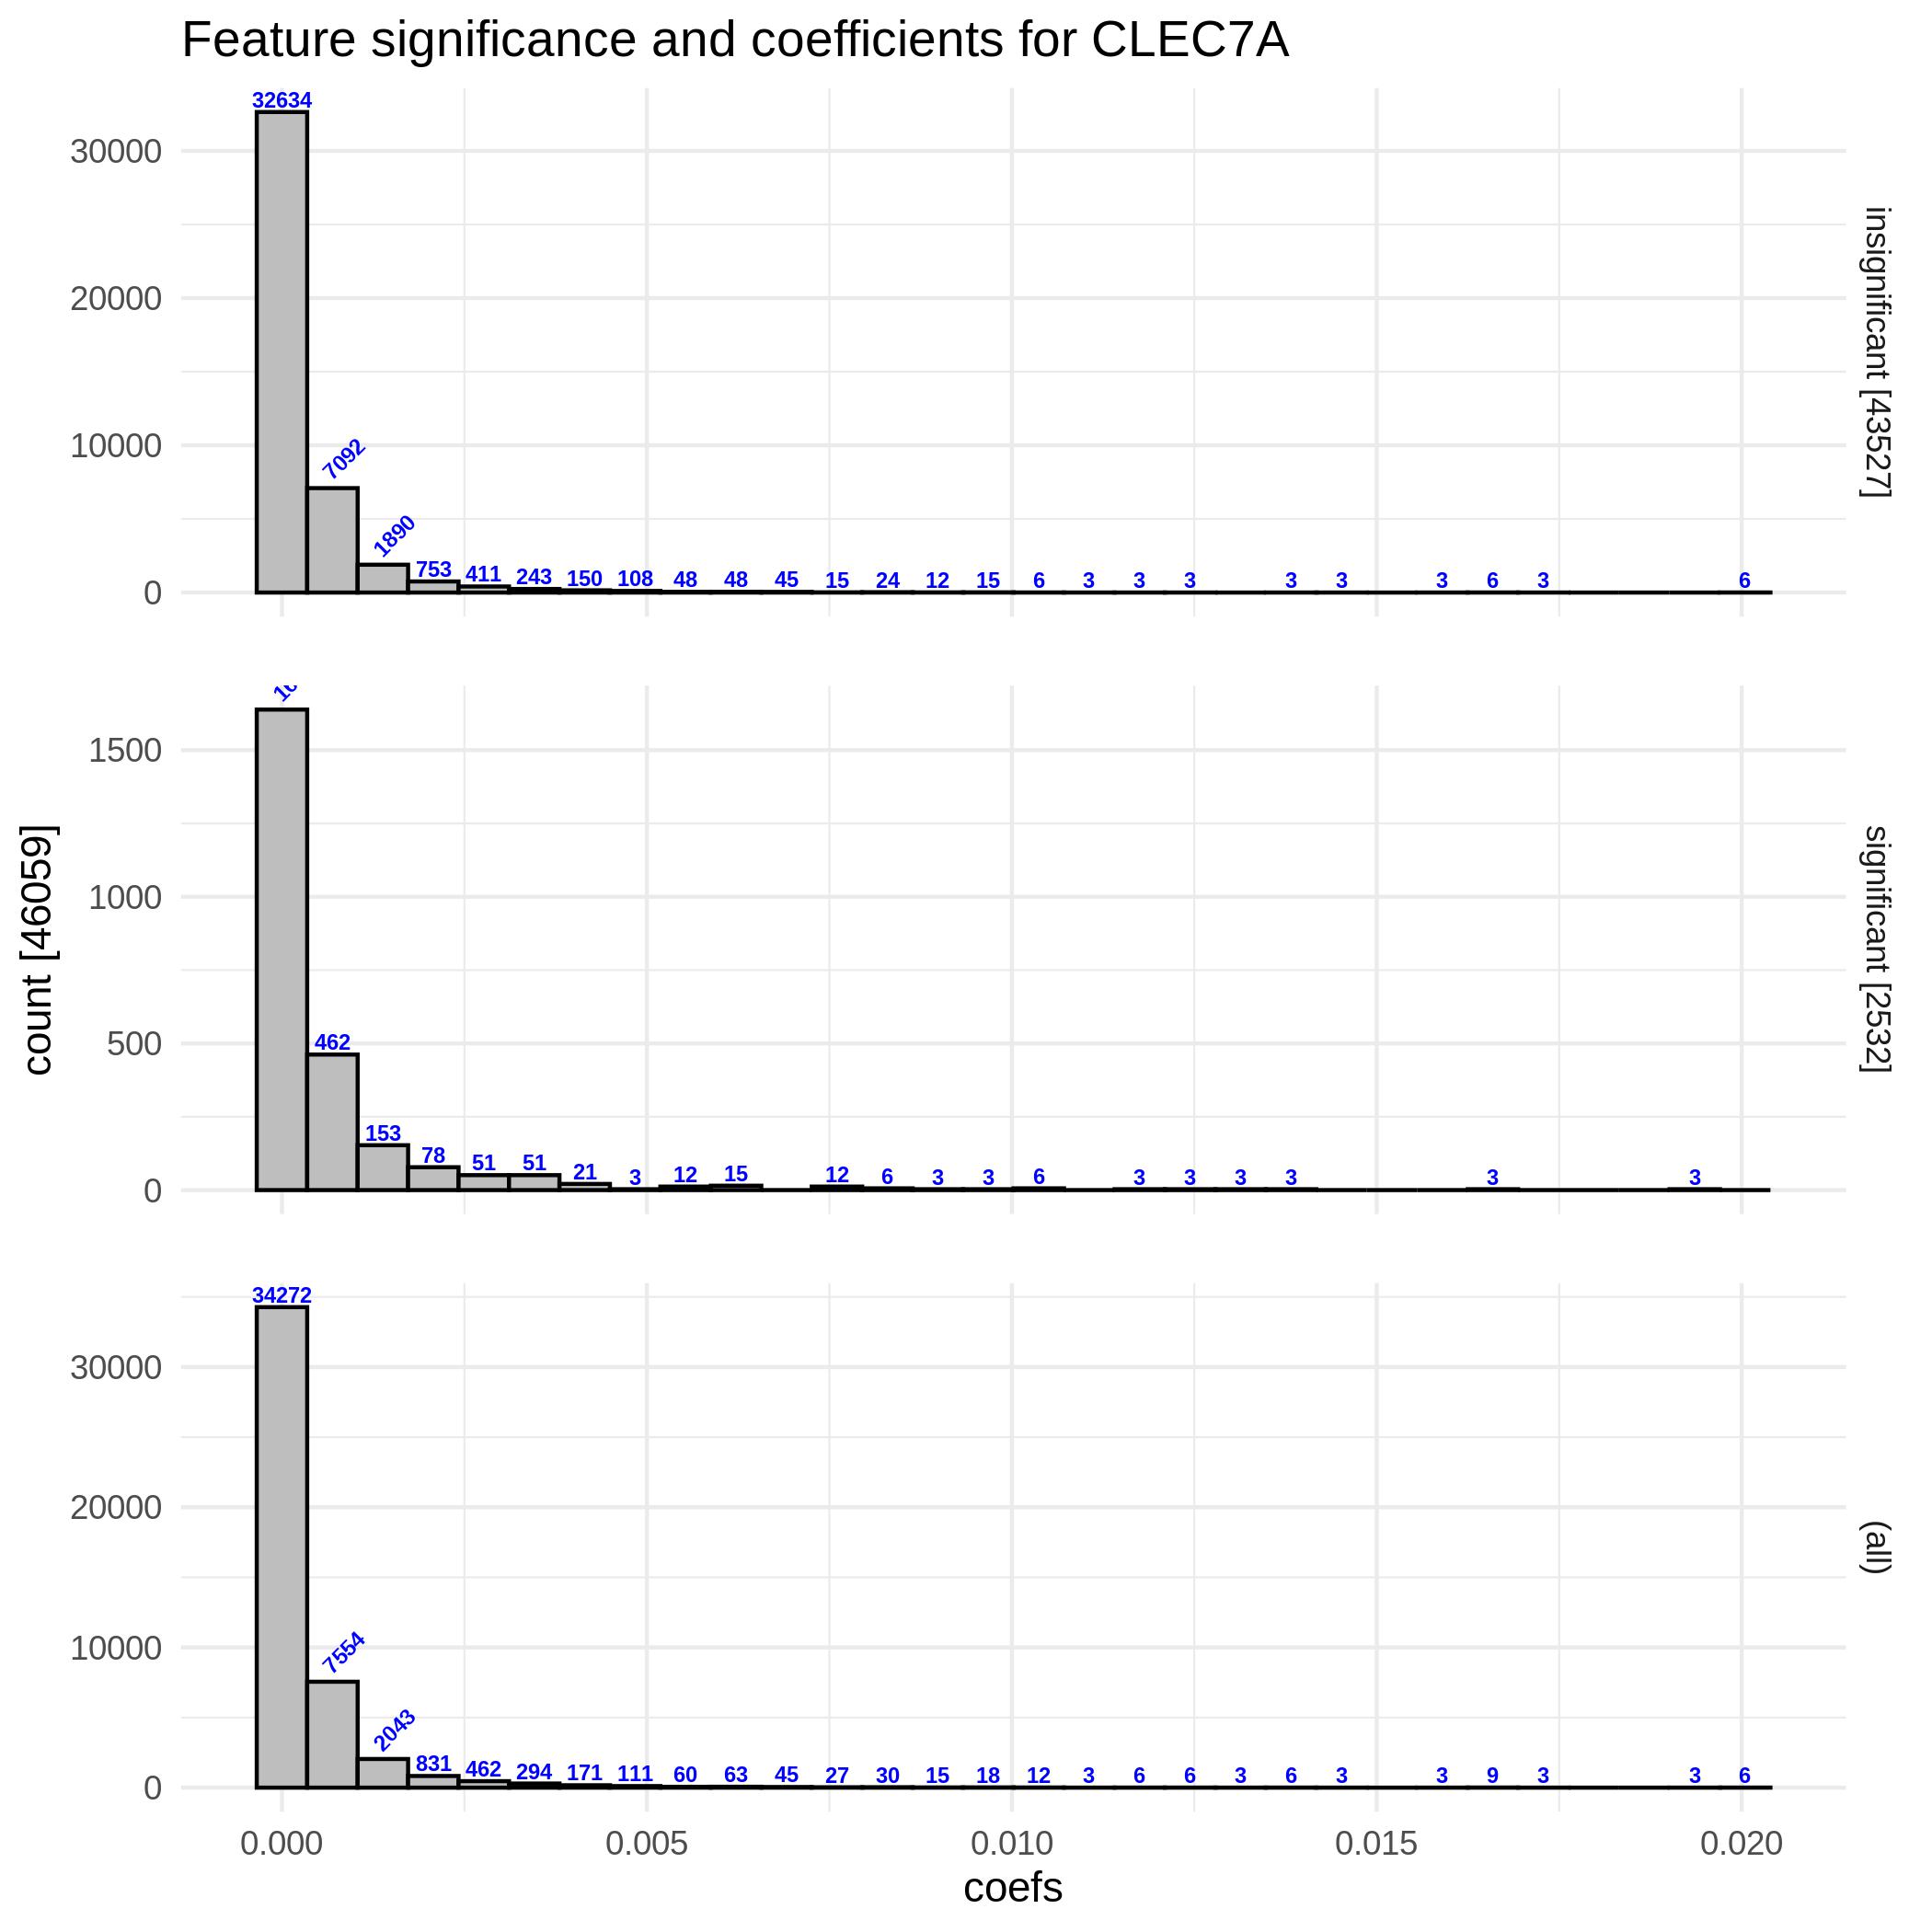 Feature significance and coefficients for CLEC7A
32634
30000
20000
10000
0
7092
1890
753 411 243 150 108 48 48 45 15 24 12 15 6 3 3 3 3 3 3 6 3 6
insignificant [43527]
1500
1000
500
0
462
153
78 51 51 21 3 12 15 12 6 3 3 6 3 3 3 3 3 3
significant [2532]
count [46059]
34272
30000
20000
10000
0
7554
2043
831 462 294 171 111 60 63 45 27 30 15 18 12 3 6 6 3 6 3 3 9 3 3 6
(all)
0.000 0.005 0.010 0.015 0.020
coefs